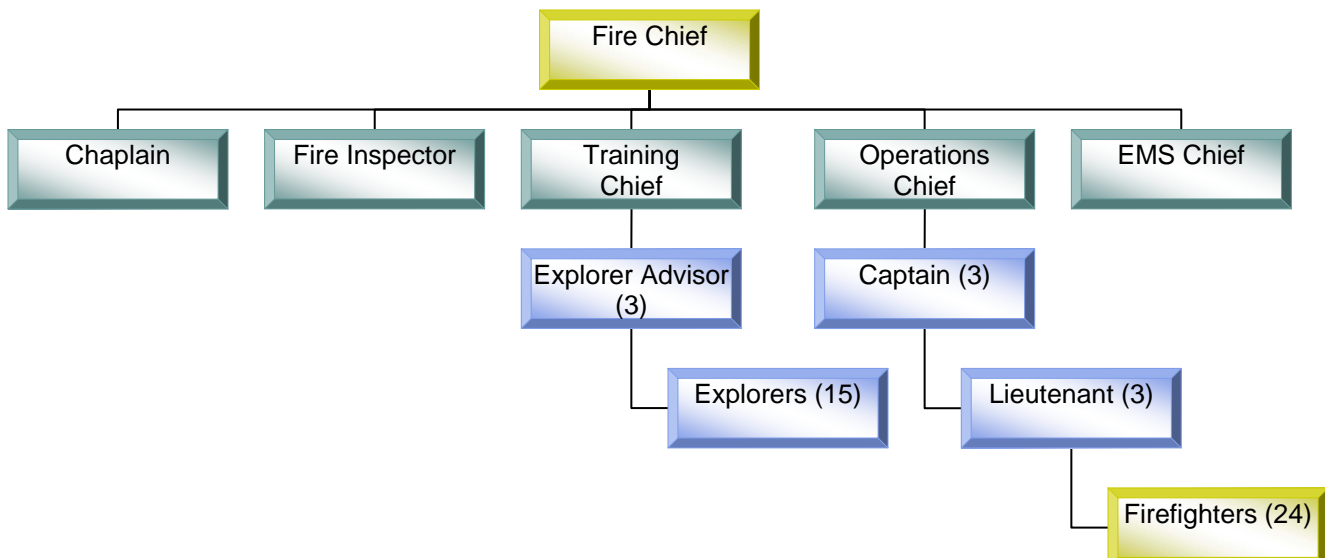 Fire Chief
Chaplain
Fire Inspector
Training
Chief
Operations
Chief
EMS Chief
Explorer Advisor
(3)
Captain (3)
Explorers (15)
Lieutenant (3)
Firefighters (24)